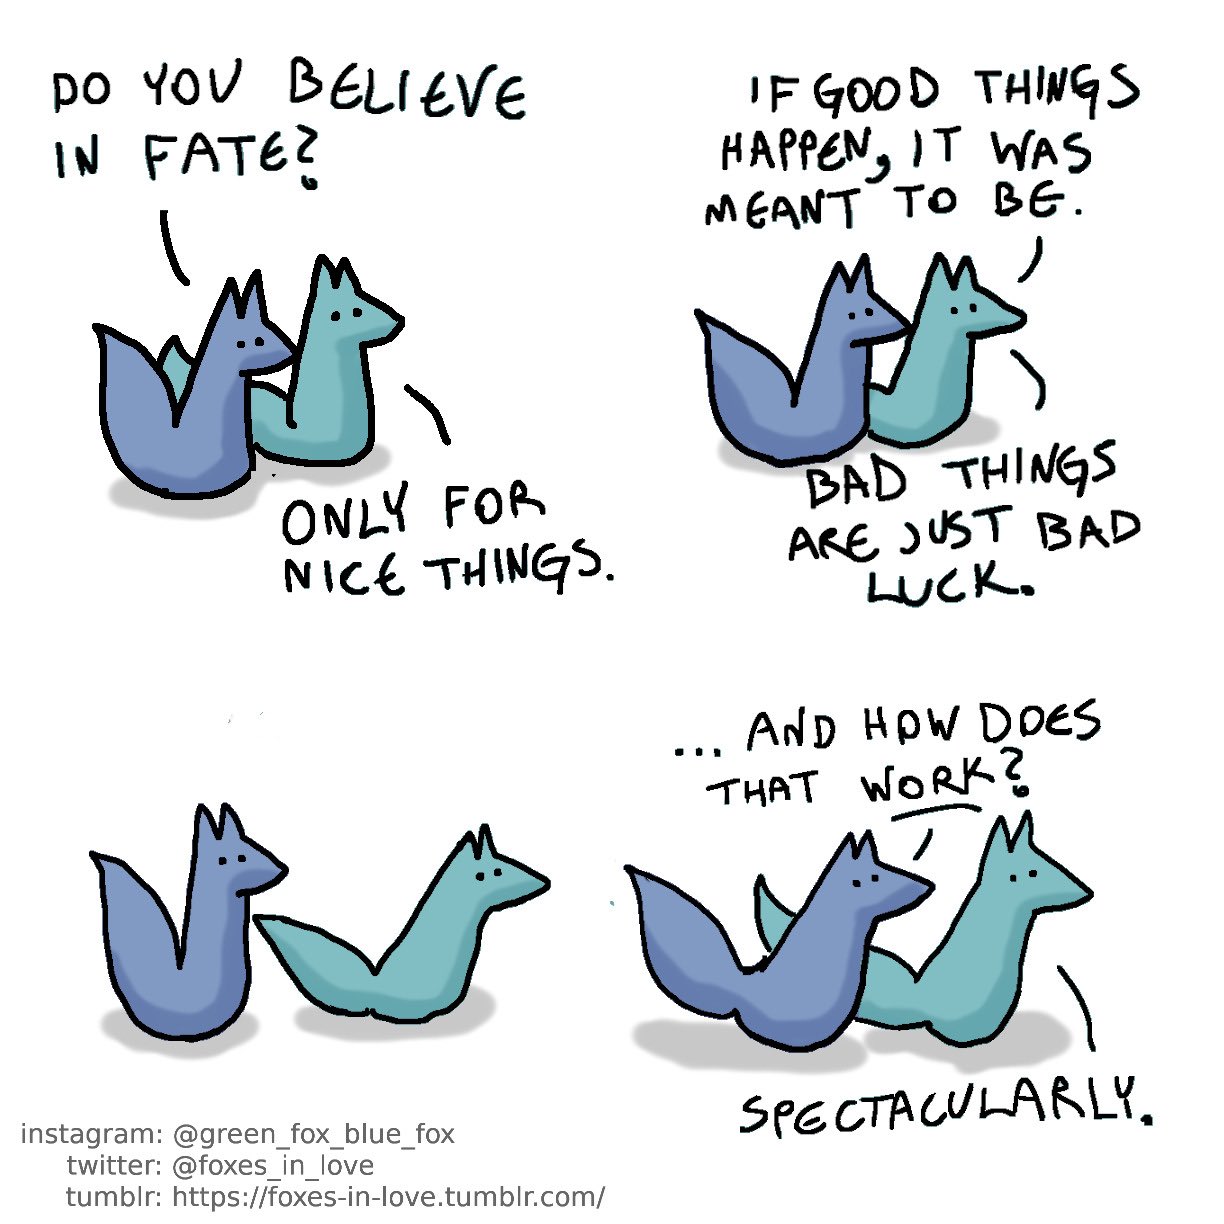 DO YOU BELIEVE
IN FATE?
ONLY FOR
NICE THINGS.
IF GOOD THINGS
HAPPEN, IT WAS
MEANT TO BE.
BAD THINGS
ARE JUST BAD
LUCK.
... AND HOW DOES
THAT WORK?
SPECTACULARLY.
instagram: @green_fox_blue_fox
twitter: @foxes_in_love
tumblr: https://foxes-in-love.tumblr.com/